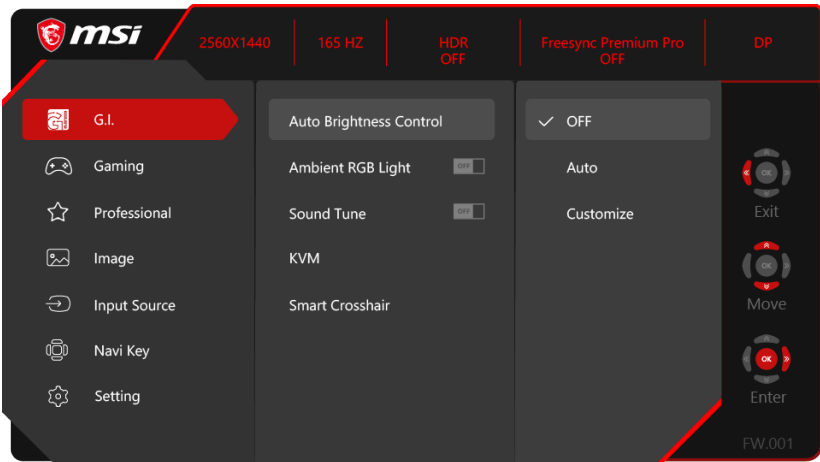 msi
2560X1440
165 HZ
HDR
OFF
Freesync Premium Pro
OFF
DP
G.I.
Gaming
Professional
Image
Input Source
Navi Key
Setting
Auto Brightness Control
Ambient RGB Light OFF
Sound Tune OFF
KVM
Smart Crosshair
OFF
Auto
Customize
OK
Exit
OK
Move
OK
Enter
FW.001